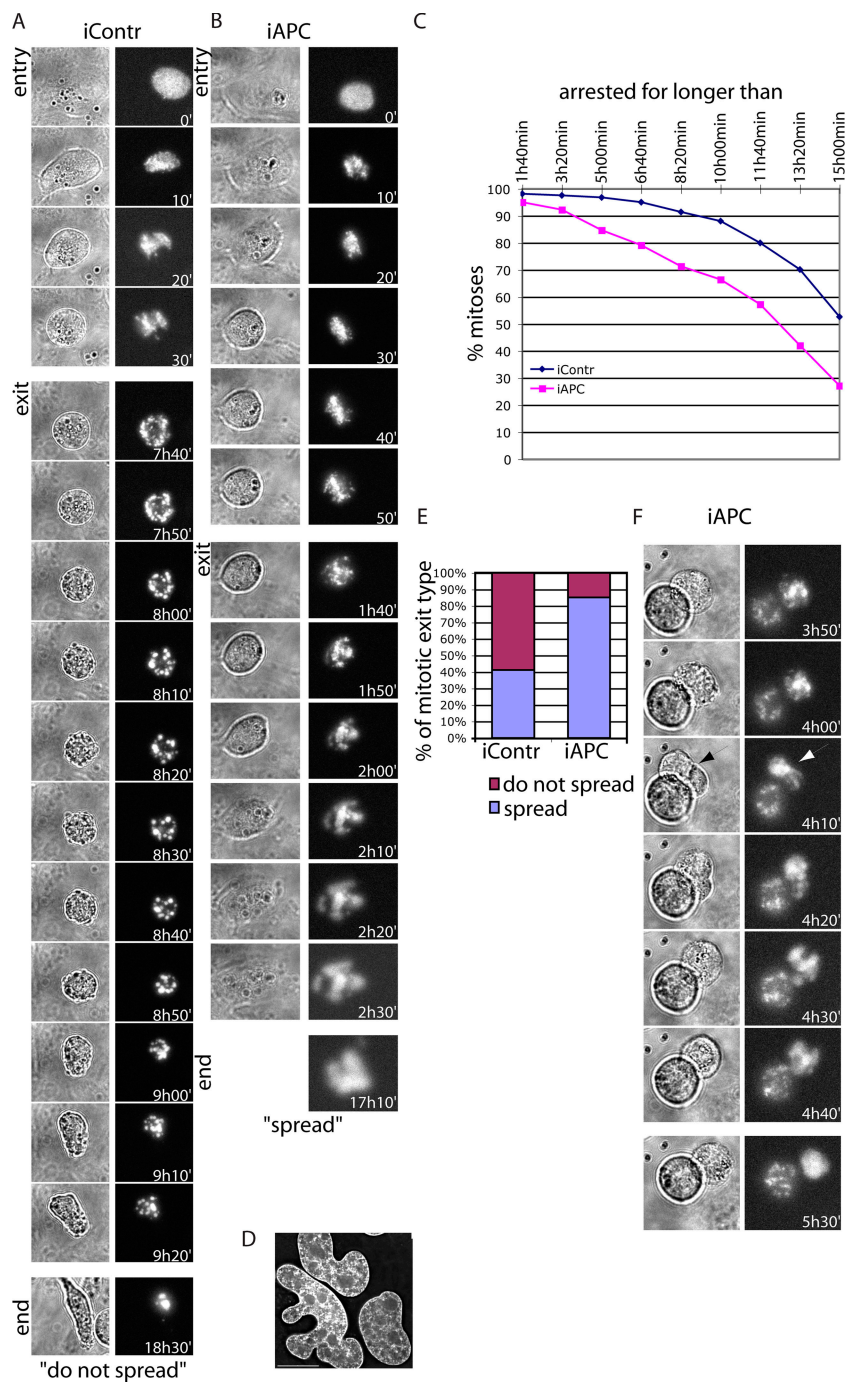 A
iContr
entry
0'
10'
20'
30'
exit
7h40'
7h50'
8h00'
8h10'
8h20'
8h30'
8h40'
8h50'
9h00'
9h10'
9h20'
end
18h30'
"do not spread"
B
iAPC
entry
0'
10'
20'
30'
40'
50'
exit
1h40'
1h50'
2h00'
2h10'
2h20'
2h30'
end
17h10'
"spread"
C
arrested for longer than
1h40min
3h20min
5h00min
6h40min
8h20min
10h00min
11h40min
13h20min
15h00min
% mitoses
100
90
80
70
60
50
40
30
20
10
0
iContr
iAPC
D
E
% of mitotic exit type
100%
90%
80%
70%
60%
50%
40%
30%
20%
10%
0%
iContr iAPC
do not spread
spread
F
iAPC
3h50'
4h00'
4h10'
4h20'
4h30'
4h40'
5h30'